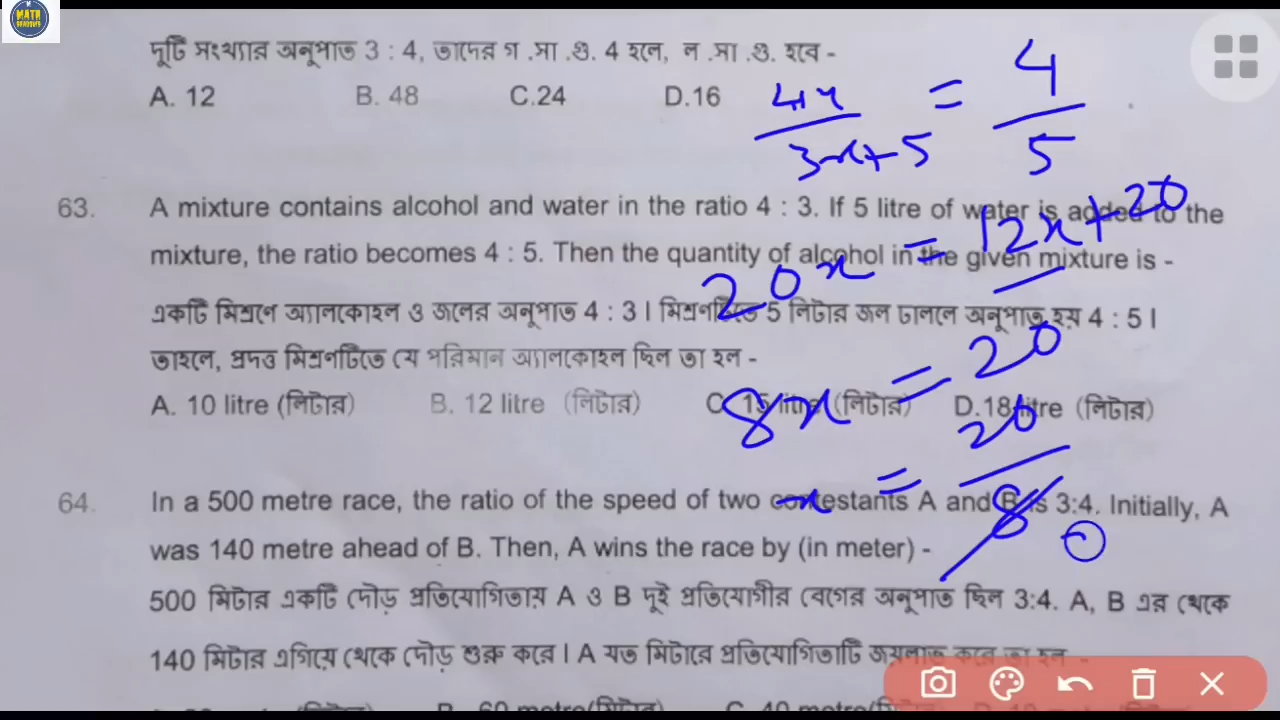 MATH
দুটি সংখ্যার অনুপাত 3 : 4, তাদের গ .সা .গু. 4 হলে, ল .সা .গু. হবে -
A. 12 B. 48 C.24 D.16
4x / 3x+5 = 4 / 5
63. A mixture contains alcohol and water in the ratio 4 : 3. If 5 litre of water is added to the
mixture, the ratio becomes 4 : 5. Then the quantity of alcohol in the given mixture is -
20x = 12x+20
একটি মিশ্রণে অ্যালকোহল ও জলের অনুপাত 4 : 3। মিশ্রণটিতে 5 লিটার জল ঢাললে অনুপাত হয় 4 : 5।
তাহলে, প্রদত্ত মিশ্রণটিতে যে পরিমান অ্যালকোহল ছিল তা হল -
8x = 20
A. 10 litre (লিটার) B. 12 litre (লিটার) C. 15 litre (লিটার) D.18 litre (লিটার)
x = 20 / 8
64. In a 500 metre race, the ratio of the speed of two contestants A and B is 3:4. Initially, A
was 140 metre ahead of B. Then, A wins the race by (in meter) -
500 মিটার একটি দৌড় প্রতিযোগিতায় A ও B দুই প্রতিযোগীর বেগের অনুপাত ছিল 3:4. A, B এর থেকে
140 মিটার এগিয়ে থেকে দৌড় শুরু করে। A যত মিটারে প্রতিযোগিতাটি জয়লাভ করে তা হল -